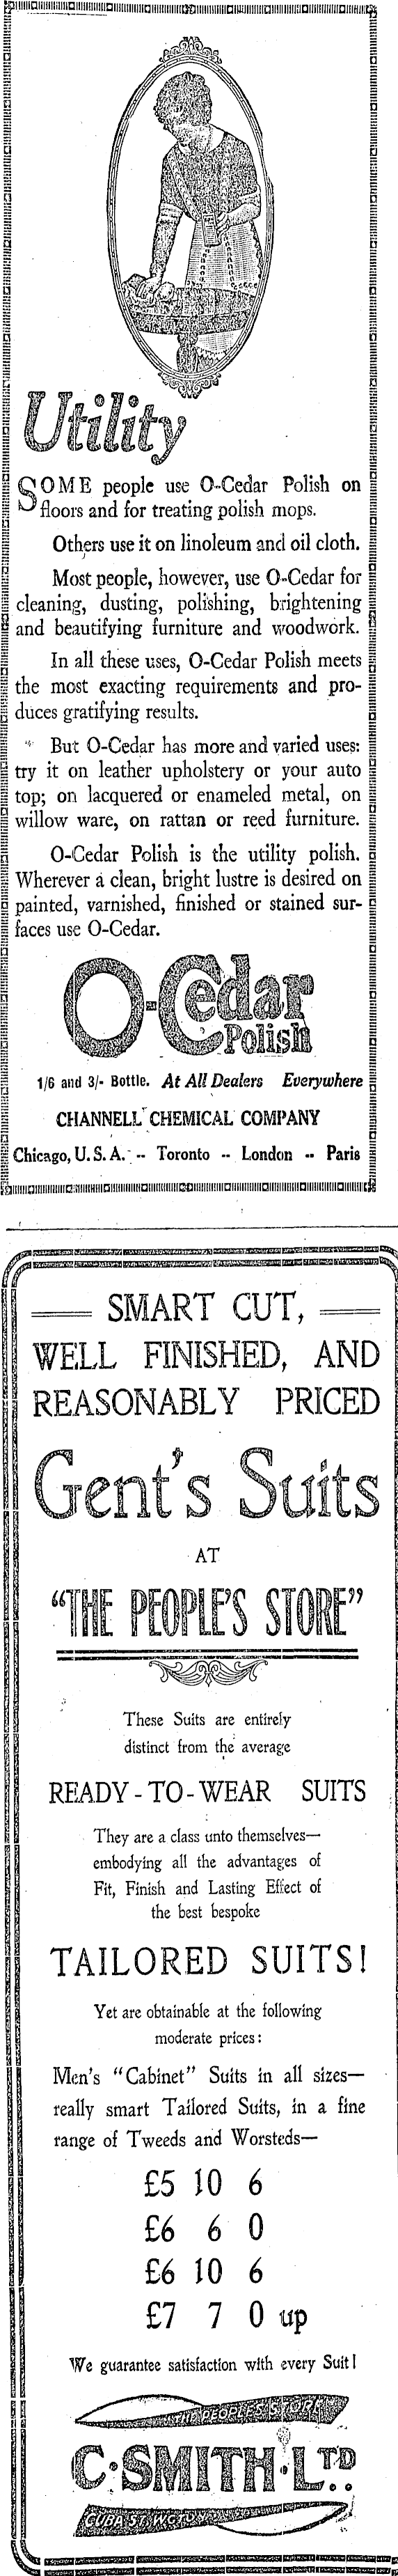 Utility
SOME people use O-Cedar Polish on
floors and for treating polish mops.
Others use it on linoleum and oil cloth.
Most people, however, use O-Cedar for
cleaning, dusting, polishing, brightening
and beautifying furniture and woodwork.
In all these uses, O-Cedar Polish meets
the most exacting requirements and pro-
duces gratifying results.
But O-Cedar has more and varied uses:
try it on leather upholstery or your auto
top; on lacquered or enameled metal, on
willow ware, on rattan or reed furniture.
O-Cedar Polish is the utility polish.
Wherever a clean, bright lustre is desired on
painted, varnished, finished or stained sur-
faces use O-Cedar.
O-Cedar
Polish
1/6 and 3/- Bottle. At All Dealers Everywhere
CHANNELL CHEMICAL COMPANY
Chicago, U.S.A. -- Toronto -- London -- Paris
SMART CUT,
WELL FINISHED, AND
REASONABLY PRICED
Gent's Suits
AT
"THE PEOPLE'S STORE"
These Suits are entirely
distinct from the average
READY-TO-WEAR SUITS
They are a class unto themselves—
embodying all the advantages of
Fit, Finish and Lasting Effect of
the best bespoke
TAILORED SUITS!
Yet are obtainable at the following
moderate prices:
Men's "Cabinet" Suits in all sizes—
really smart Tailored Suits, in a fine
range of Tweeds and Worsteds—
£5 10 6
£6 6 0
£6 10 6
£7 7 0 up
We guarantee satisfaction with every Suit!
THE PEOPLE'S STORE
C. SMITH LTD.
CUBA ST. WGTON